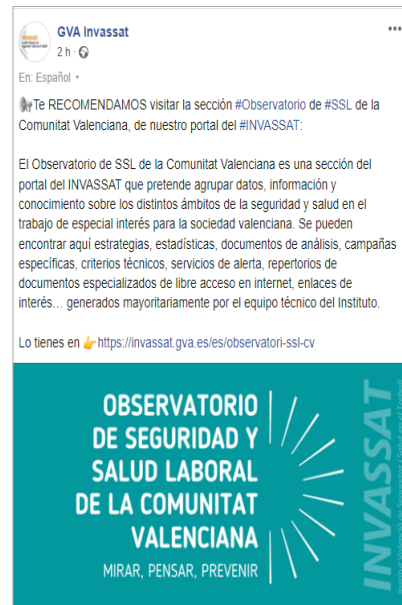 GVA Invassat
2 h ·
En: Español
Te RECOMENDAMOS visitar la sección #Observatorio de #SSL de la
Comunitat Valenciana, de nuestro portal del #INVASSAT:
El Observatorio de SSL de la Comunitat Valenciana es una sección del
portal del INVASSAT que pretende agrupar datos, información y
conocimiento sobre los distintos ámbitos de la seguridad y salud en el
trabajo de especial interés para la sociedad valenciana. Se pueden
encontrar aquí estrategias, estadísticas, documentos de análisis, campañas
específicas, criterios técnicos, servicios de alerta, repertorios de
documentos especializados de libre acceso en internet, enlaces de
interés… generados mayoritariamente por el equipo técnico del Instituto.
Lo tienes en 👉https://invassat.gva.es/es/observatori-ssl-cv
OBSERVATORIO
DE SEGURIDAD Y
SALUD LABORAL
DE LA COMUNITAT
VALENCIANA
MIRAR, PENSAR, PREVENIR
INVASSAT